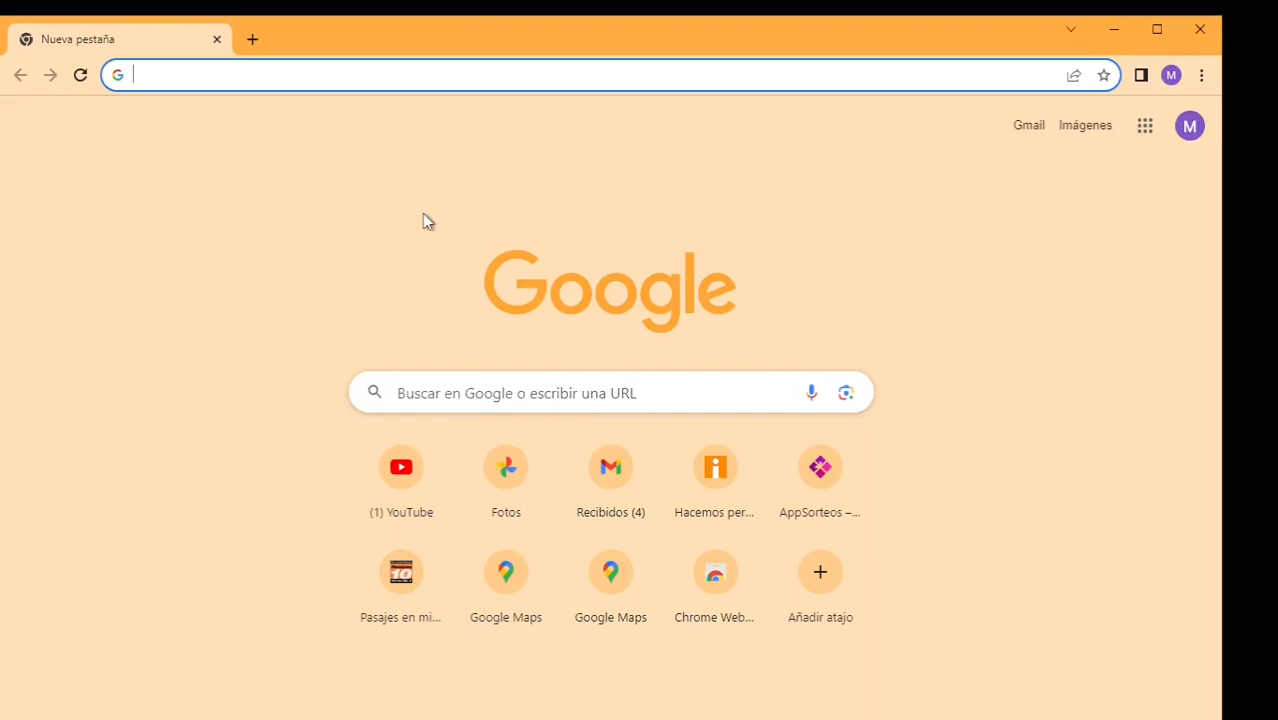 Nueva pestaña
M
Gmail
Imágenes
M
Google
Buscar en Google o escribir una URL
(1) YouTube
Fotos
Recibidos (4)
Hacemos per...
AppSorteos –...
10
Pasajes en mi...
Google Maps
Google Maps
Chrome Web...
Añadir atajo